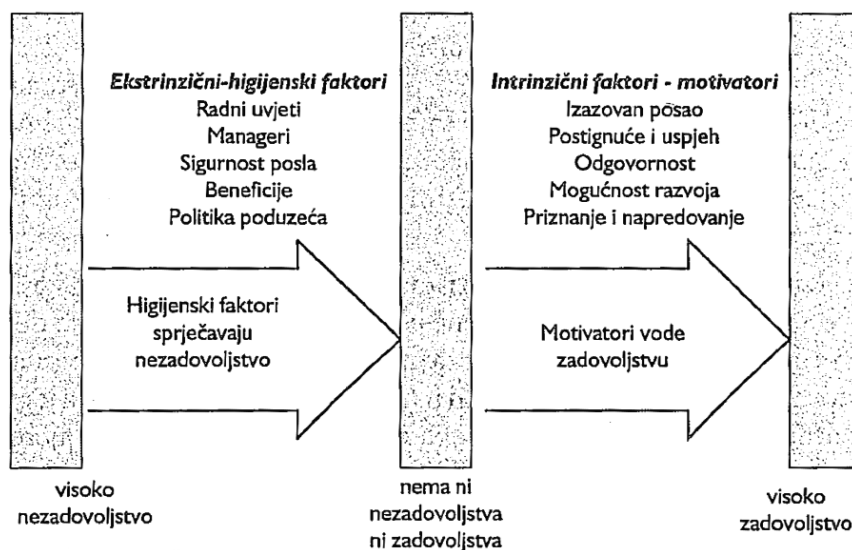 Ekstrinzični-higijenski faktori
Radni uvjeti
Manageri
Sigurnost posla
Beneficije
Politika poduzeća
Higijenski faktori
sprječavaju
nezadovoljstvo
Intrinzični faktori - motivatori
Izazovan posao
Postignuće i uspjeh
Odgovornost
Mogućnost razvoja
Priznanje i napredovanje
Motivatori vode
zadovoljstvu
visoko
nezadovoljstvo
nema ni
nezadovoljstva
ni zadovoljstva
visoko
zadovoljstvo